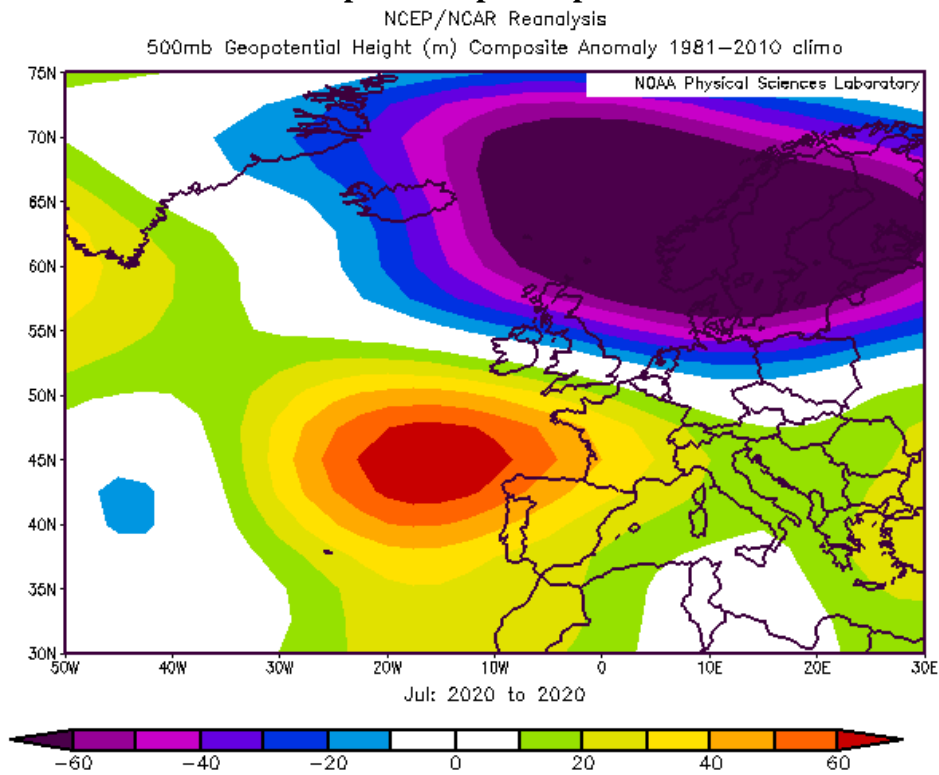 NCEP/NCAR Reanalysis
500mb Geopotential Height (m) Composite Anomaly 1981-2010 climo
NOAA Physical Sciences Laboratory
75N
70N
65N
60N
55N
50N
45N
40N
35N
30N
50W 40W 30W 20W 10W 0 10E 20E 30E
Jul: 2020 to 2020
-60 -40 -20 0 20 40 60